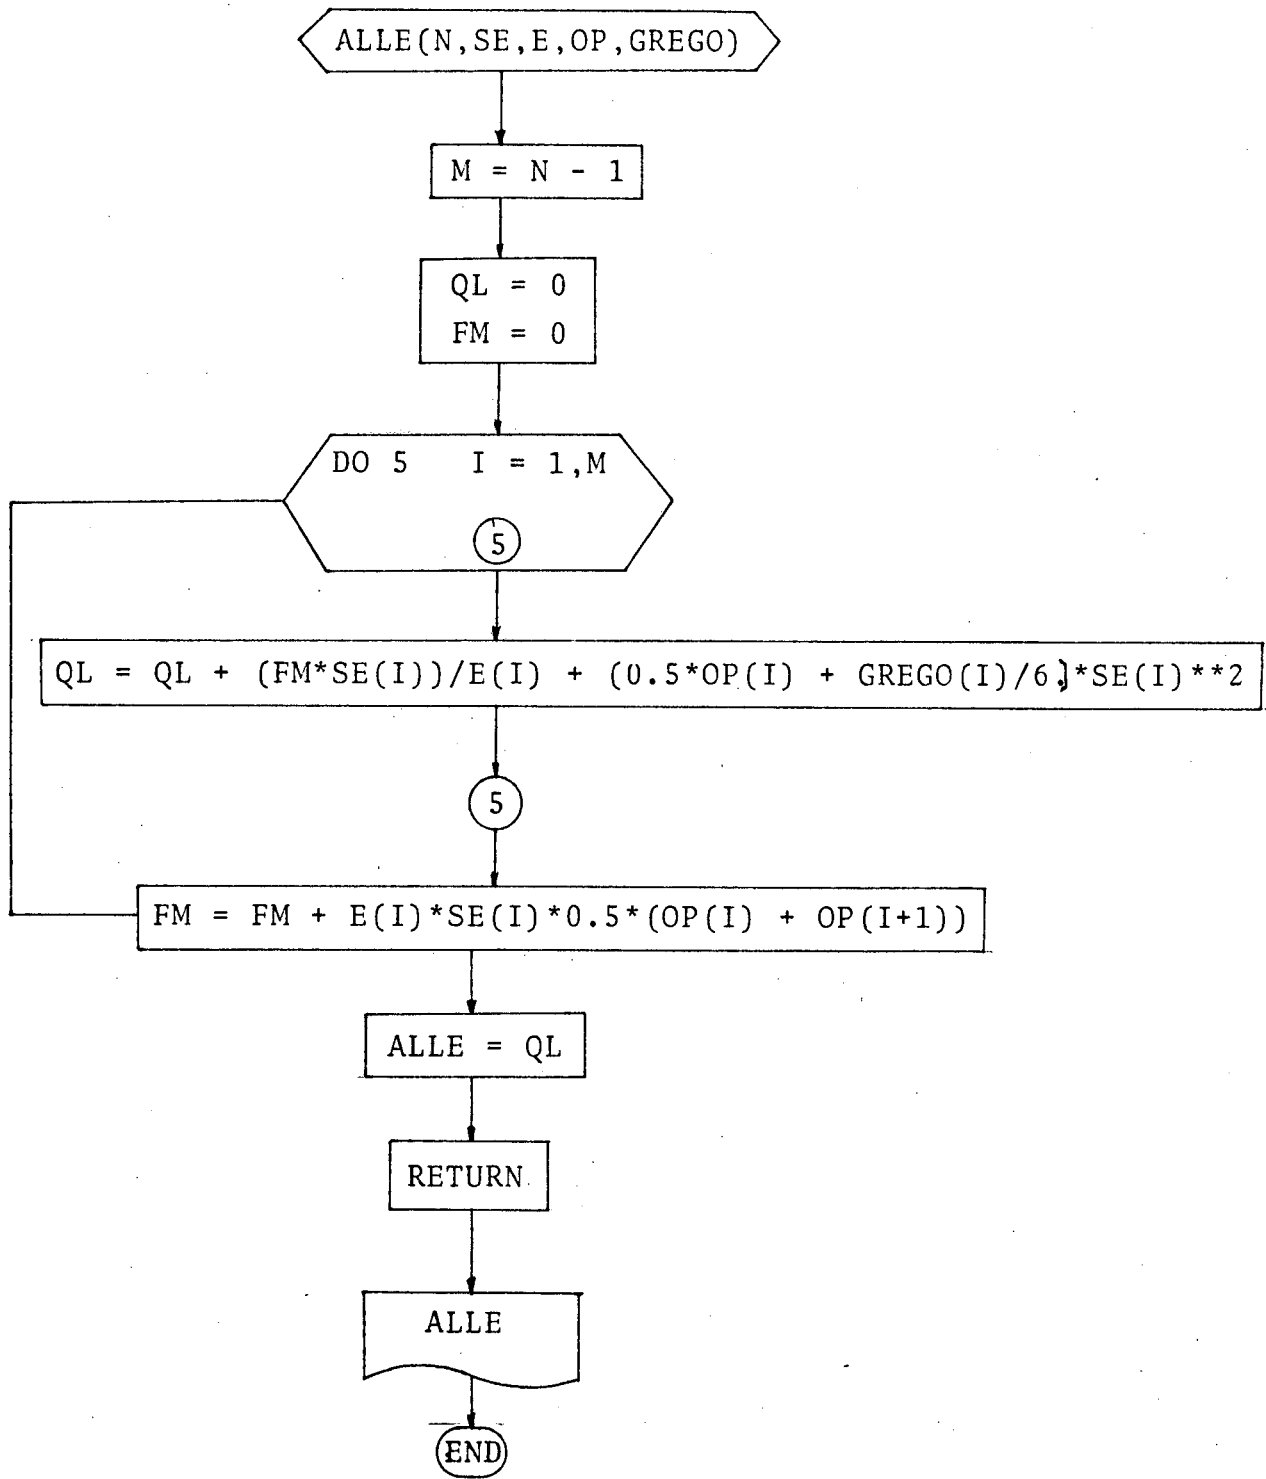 ALLE(N,SE,E,OP,GREGO)
M = N - 1
QL = 0
FM = 0
DO 5 I = 1,M
5
QL = QL + (FM*SE(I))/E(I) + (0.5*OP(I) + GREGO(I)/6.)*SE(I)**2
5
FM = FM + E(I)*SE(I)*0.5*(OP(I) + OP(I+1))
ALLE = QL
RETURN
ALLE
END